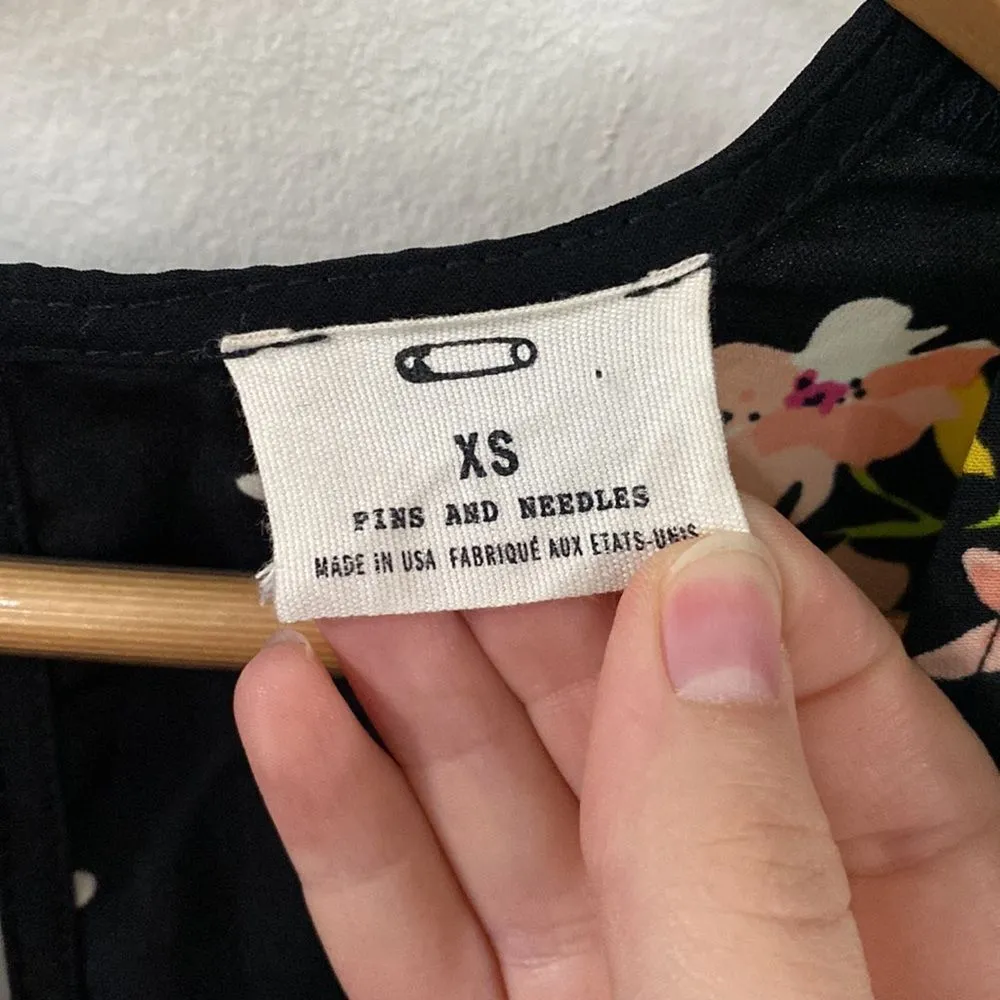 XS
PINS AND NEEDLES
MADE IN USA FABRIQUÉ AUX ETATS-UNIS